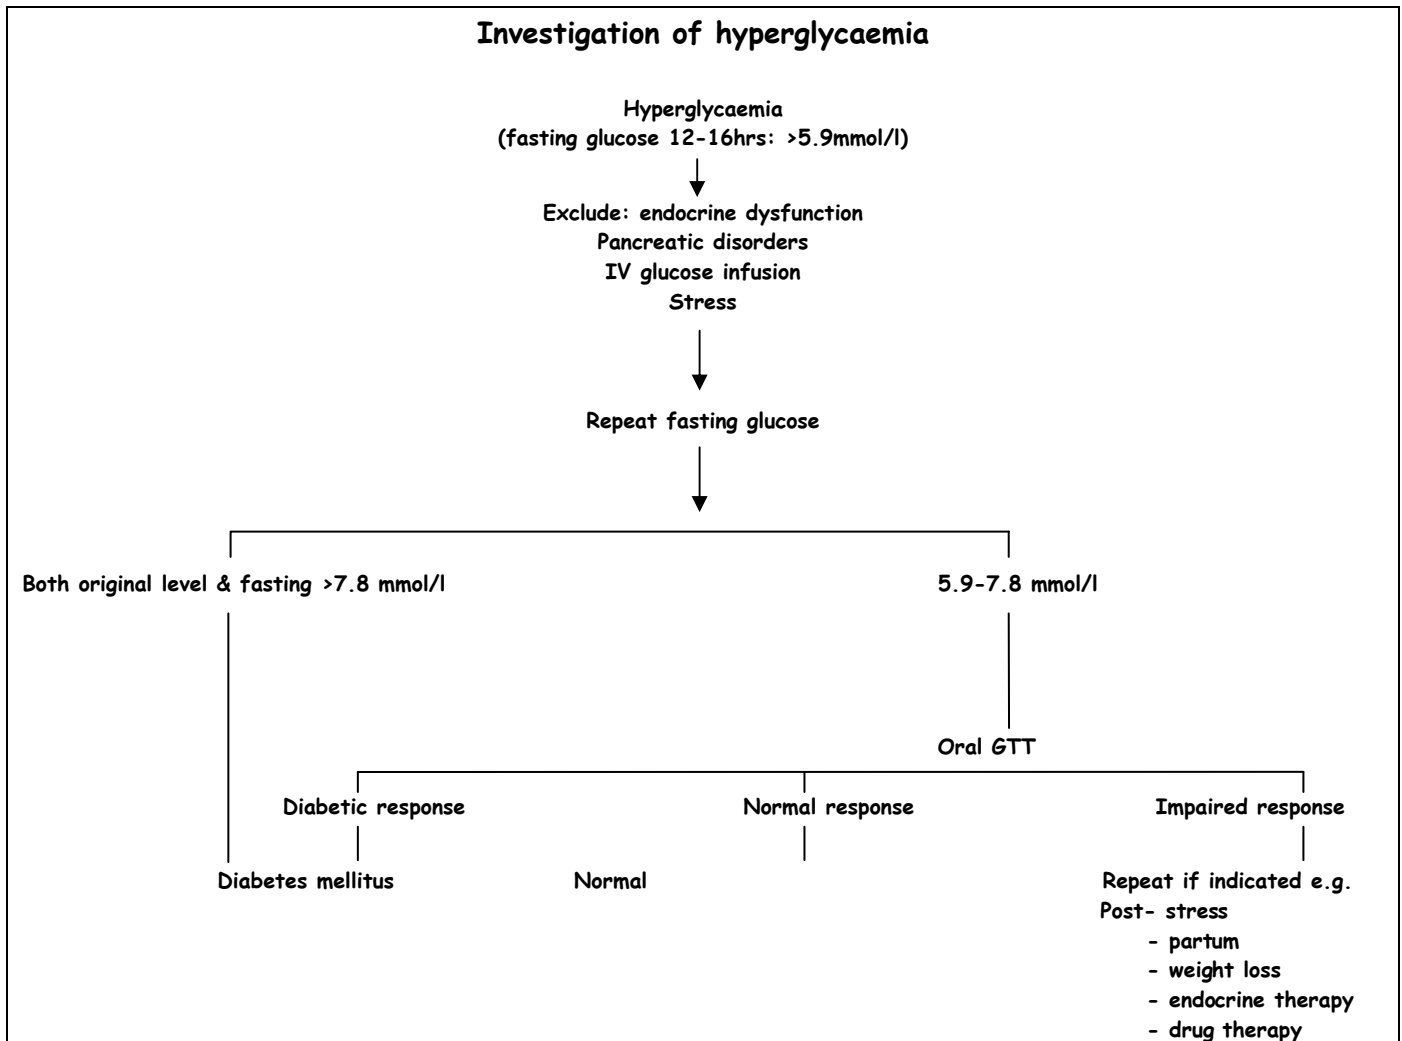 Investigation of hyperglycaemia
Hyperglycaemia
(fasting glucose 12-16hrs: >5.9mmol/l)
Exclude: endocrine dysfunction
Pancreatic disorders
IV glucose infusion
Stress
Repeat fasting glucose
Both original level & fasting >7.8 mmol/l
5.9-7.8 mmol/l
Oral GTT
Diabetic response
Normal response
Impaired response
Diabetes mellitus
Normal
Repeat if indicated e.g.
Post- stress
- partum
- weight loss
- endocrine therapy
- drug therapy